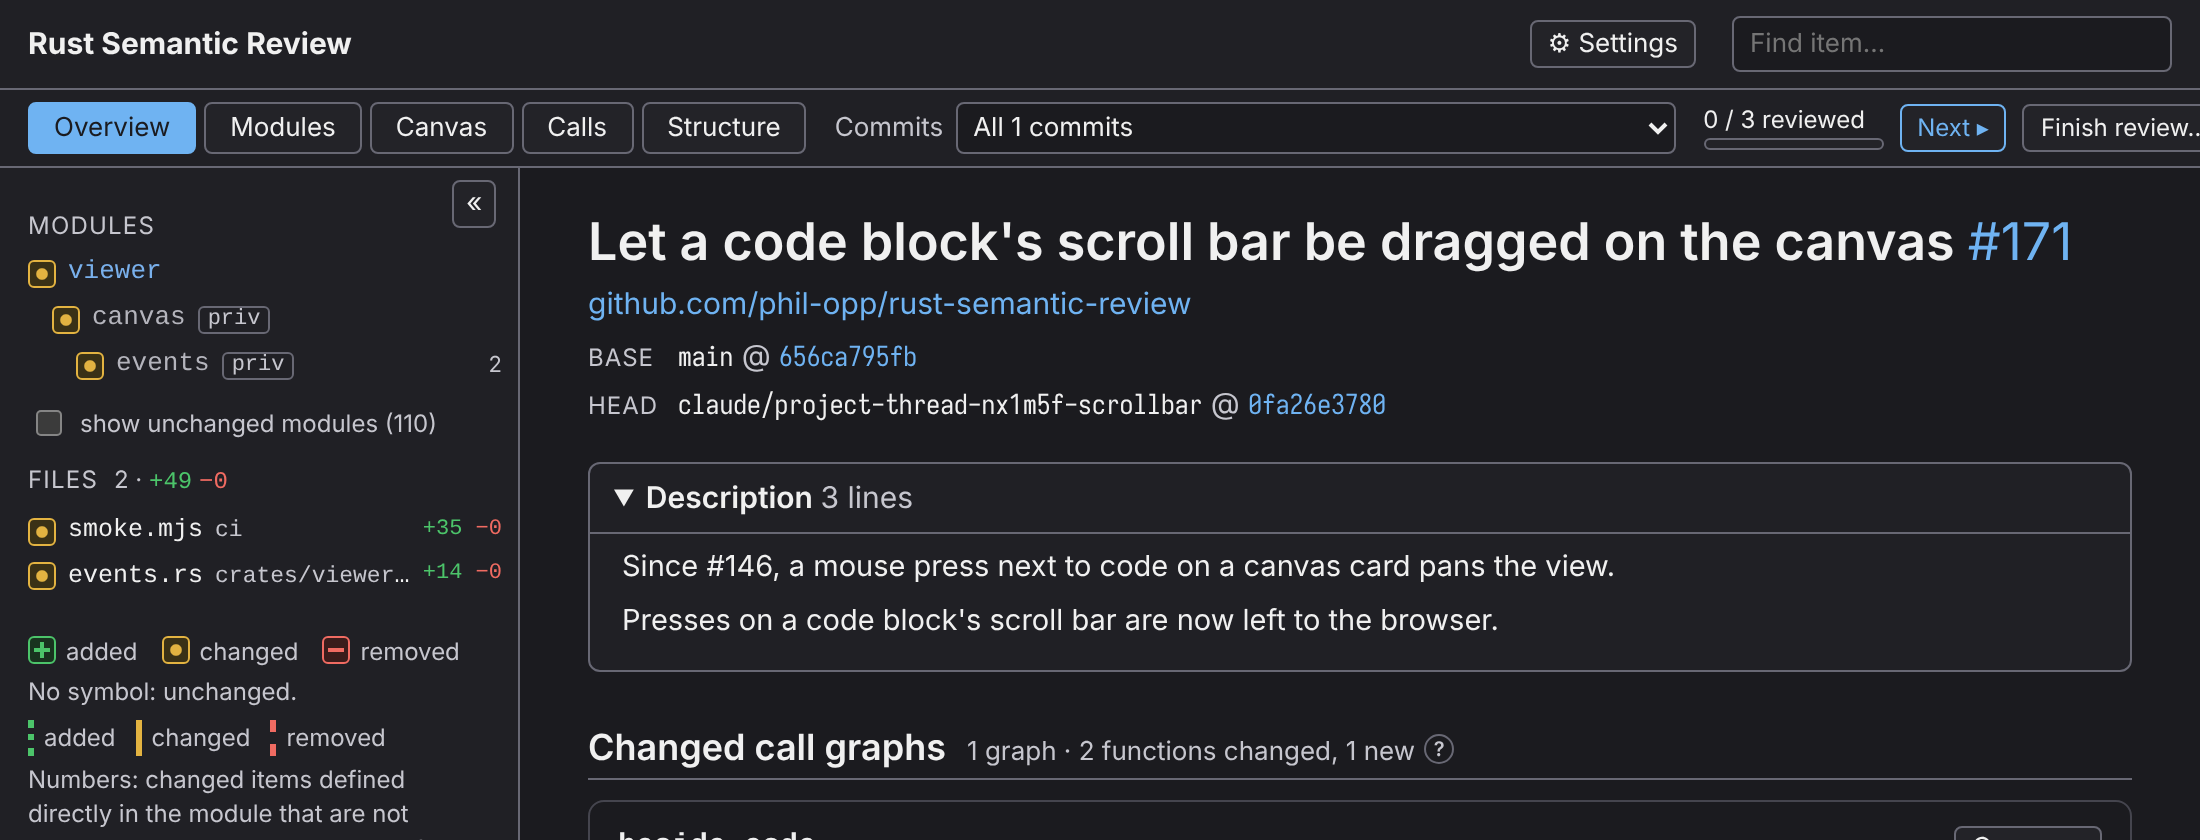 Rust Semantic Review
⚙ Settings
Find item...
Overview Modules Canvas Calls Structure Commits All 1 commits 0 / 3 reviewed Next ▸ Finish review..
«
MODULES
viewer
canvas priv
events priv 2
show unchanged modules (110)
FILES 2 · +49 −0
smoke.mjs ci +35 −0
events.rs crates/viewer… +14 −0
added changed removed
No symbol: unchanged.
added changed removed
Numbers: changed items defined
directly in the module that are not
Let a code block's scroll bar be dragged on the canvas #171
github.com/phil-opp/rust-semantic-review
BASE main @ 656ca795fb
HEAD claude/project-thread-nx1m5f-scrollbar @ 0fa26e3780
▼ Description 3 lines
Since #146, a mouse press next to code on a canvas card pans the view.
Presses on a code block's scroll bar are now left to the browser.
Changed call graphs 1 graph · 2 functions changed, 1 new ?